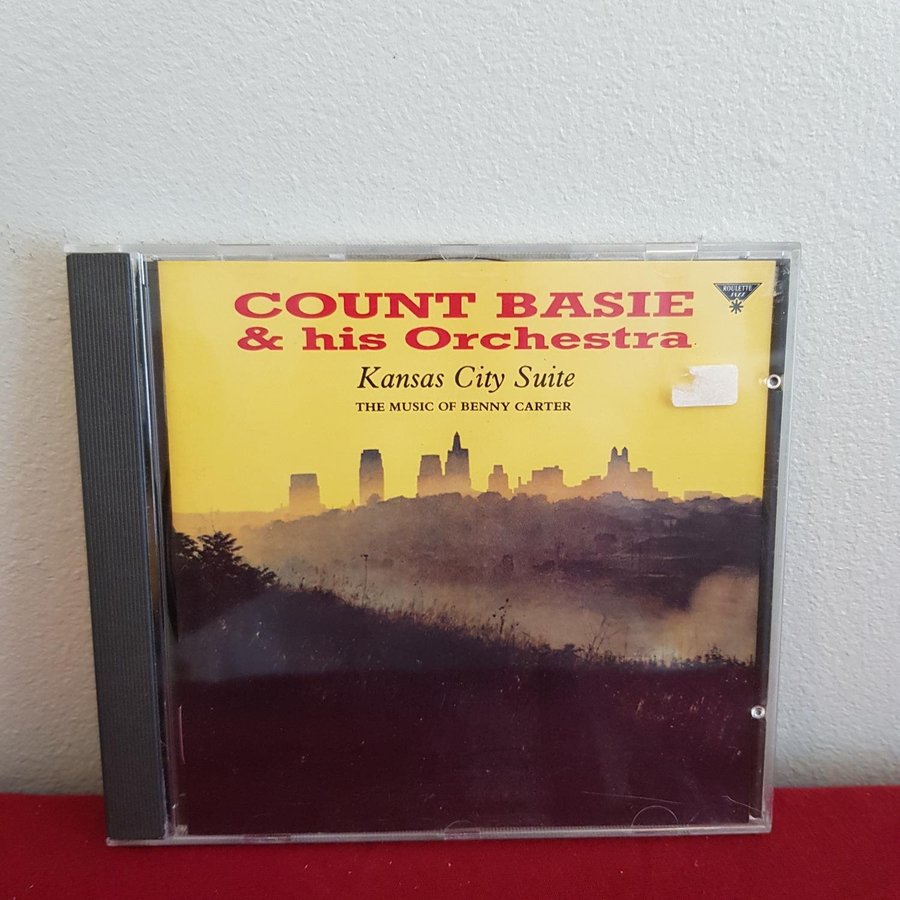 COUNT BASIE
& his Orchestra
Kansas City Suite
THE MUSIC OF BENNY CARTER
ROULETTE
JAZZ